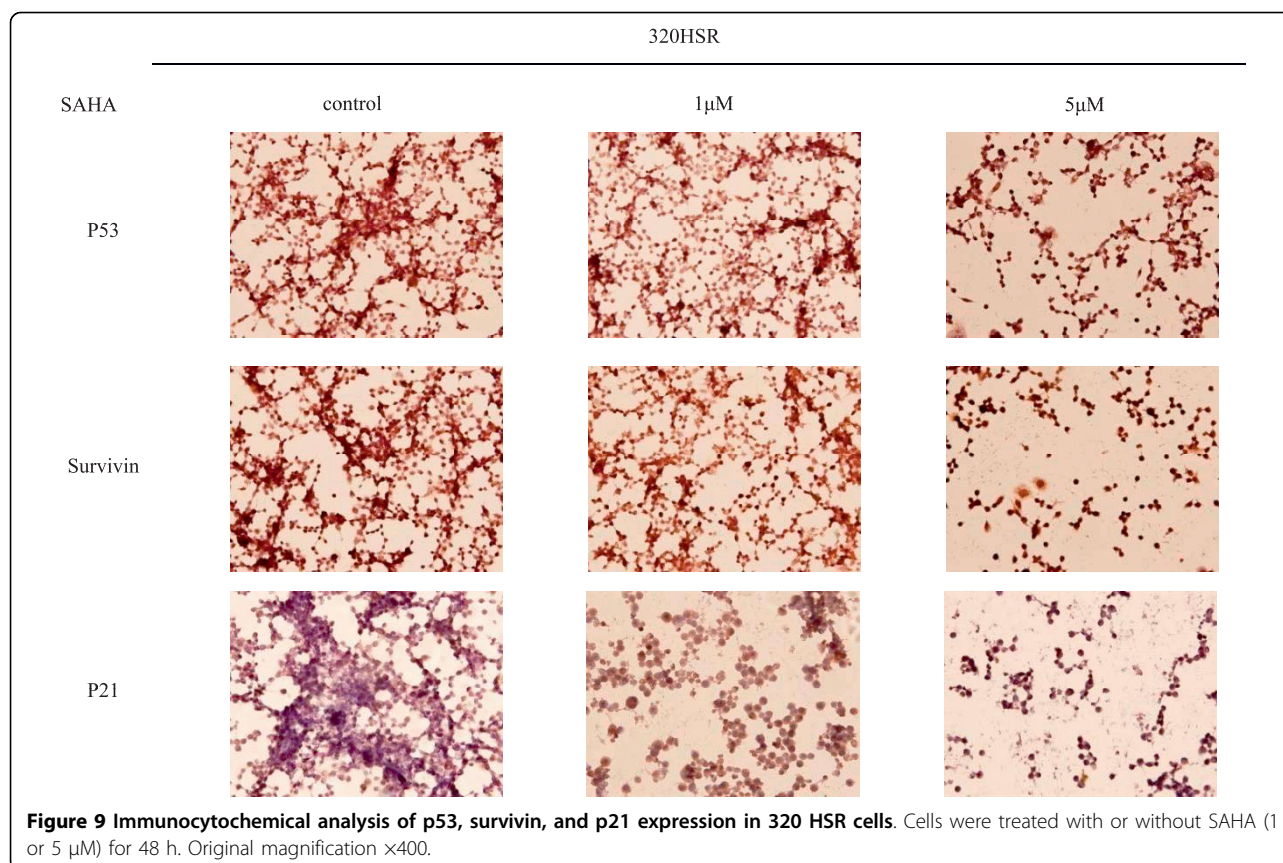 320HSR
SAHA control 1µM 5µM
P53
Survivin
P21
Figure 9 Immunocytochemical analysis of p53, survivin, and p21 expression in 320 HSR cells. Cells were treated with or without SAHA (1
or 5 µM) for 48 h. Original magnification ×400.